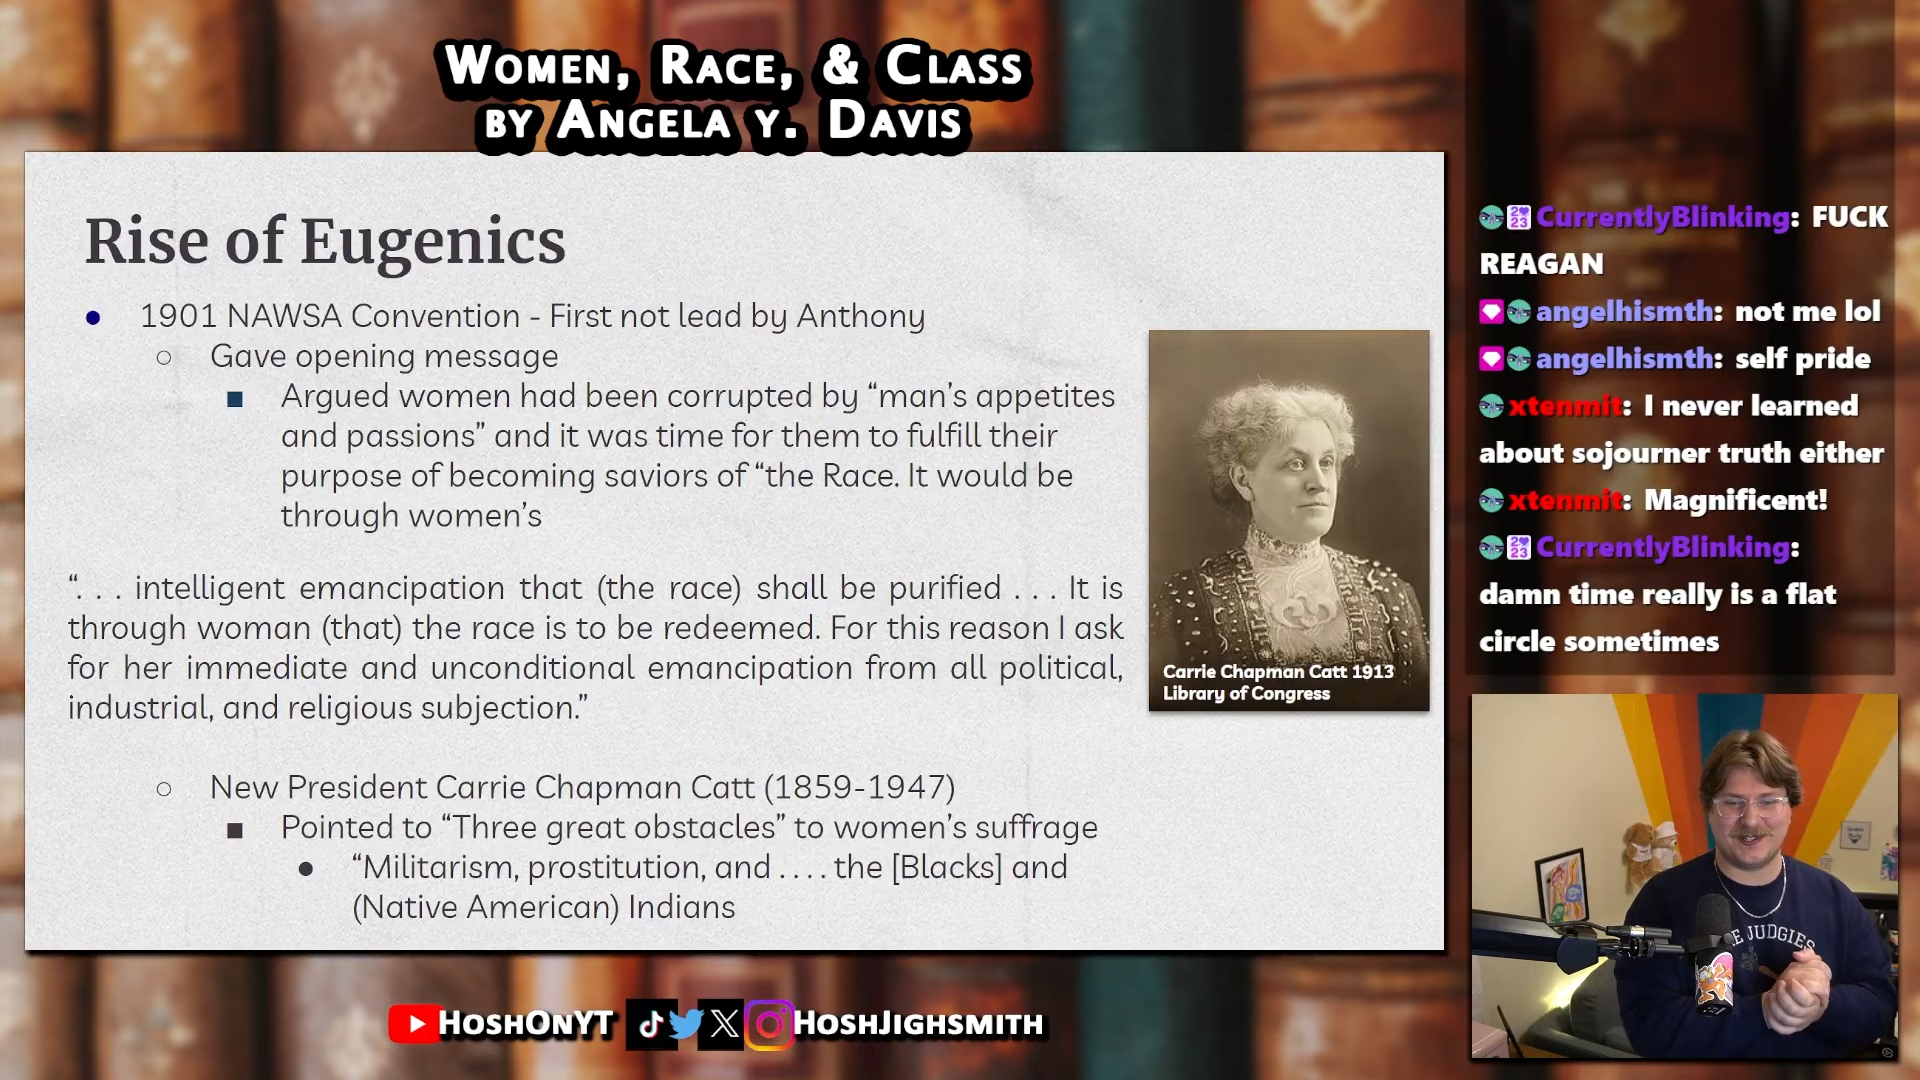 Women, Race, & Class
by Angela Y. Davis
Rise of Eugenics
● 1901 NAWSA Convention - First not lead by Anthony
○ Gave opening message
■ Argued women had been corrupted by “man’s appetites
and passions” and it was time for them to fulfill their
purpose of becoming saviors of “the Race. It would be
through women’s
“. . . intelligent emancipation that (the race) shall be purified . . . It is
through woman (that) the race is to be redeemed. For this reason I ask
for her immediate and unconditional emancipation from all political,
industrial, and religious subjection.”
○ New President Carrie Chapman Catt (1859-1947)
■ Pointed to “Three great obstacles” to women’s suffrage
● “Militarism, prostitution, and . . . . the [Blacks] and
(Native American) Indians
Carrie Chapman Catt 1913
Library of Congress
CurrentlyBlinking: FUCK
REAGAN
angelhismth: not me lol
angelhismth: self pride
xtenmit: I never learned
about sojourner truth either
xtenmit: Magnificent!
CurrentlyBlinking:
damn time really is a flat
circle sometimes
JUDGIES
HoshOnYT
HoshJighsmith